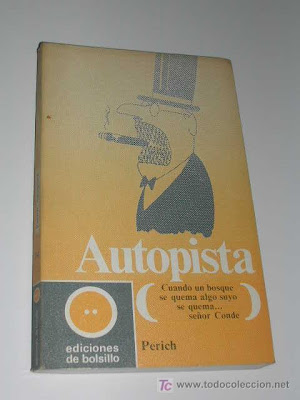 Autopista
( Cuando un bosque
se quema algo suyo
se quema...
señor Conde )
ediciones
de bolsillo
Perich
todocoleccion
www.todocoleccion.net